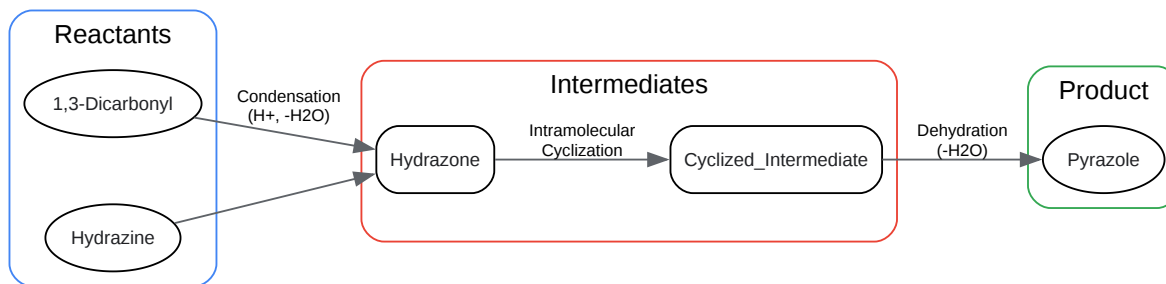 Reactants
1,3-Dicarbonyl
Hydrazine
Condensation
(H+, -H2O)
Intermediates
Hydrazone
Intramolecular
Cyclization
Cyclized_Intermediate
Dehydration
(-H2O)
Product
Pyrazole